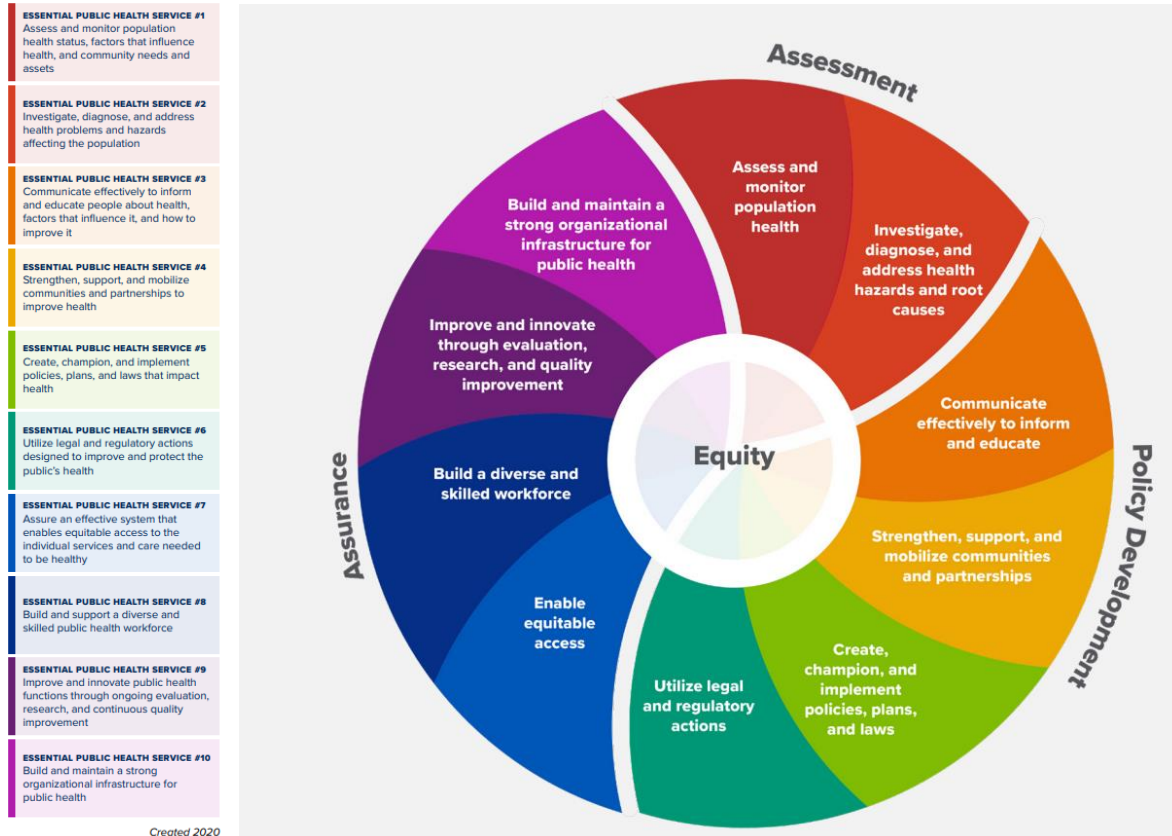 ESSENTIAL PUBLIC HEALTH SERVICE #1
Assess and monitor population
health status, factors that influence
health, and community needs and
assets
ESSENTIAL PUBLIC HEALTH SERVICE #2
Investigate, diagnose, and address
health problems and hazards
affecting the population
ESSENTIAL PUBLIC HEALTH SERVICE #3
Communicate effectively to inform
and educate people about health,
factors that influence it, and how to
improve it
ESSENTIAL PUBLIC HEALTH SERVICE #4
Strengthen, support, and mobilize
communities and partnerships to
improve health
ESSENTIAL PUBLIC HEALTH SERVICE #5
Create, champion, and implement
policies, plans, and laws that impact
health
ESSENTIAL PUBLIC HEALTH SERVICE #6
Utilize legal and regulatory actions
designed to improve and protect the
public's health
ESSENTIAL PUBLIC HEALTH SERVICE #7
Assure an effective system that
enables equitable access to the
individual services and care needed
to be healthy
ESSENTIAL PUBLIC HEALTH SERVICE #8
Build and support a diverse and
skilled public health workforce
ESSENTIAL PUBLIC HEALTH SERVICE #9
Improve and innovate public health
functions through ongoing evaluation,
research, and continuous quality
improvement
ESSENTIAL PUBLIC HEALTH SERVICE #10
Build and maintain a strong
organizational infrastructure for
public health
Created 2020
Assessment
Assess and
monitor
population
health
Investigate,
diagnose, and
address health
hazards and root
causes
Policy Development
Communicate
effectively to inform
and educate
Strengthen, support, and
mobilize communities
and partnerships
Create,
champion, and
implement
policies, plans,
and laws
Utilize legal
and regulatory
actions
Assurance
Enable
equitable
access
Build a diverse and
skilled workforce
Improve and innovate
through evaluation,
research, and quality
improvement
Build and maintain a
strong organizational
infrastructure for
public health
Equity